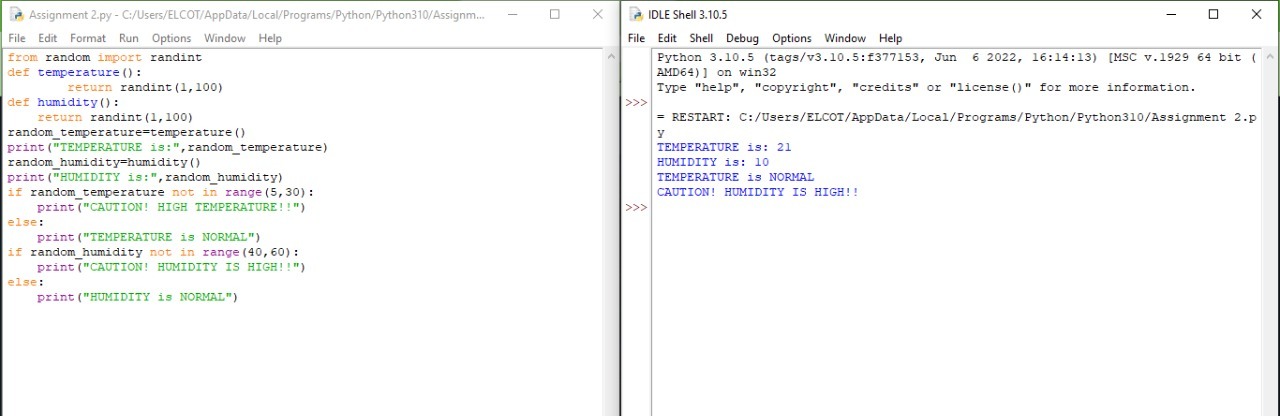 Assignment 2.py - C:/Users/ELCOT/AppData/Local/Programs/Python/Python310/Assignm...
File Edit Format Run Options Window Help
from random import randint
def temperature():
        return randint(1,100)
def humidity():
    return randint(1,100)
random_temperature=temperature()
print("TEMPERATURE is:",random_temperature)
random_humidity=humidity()
print("HUMIDITY is:",random_humidity)
if random_temperature not in range(5,30):
    print("CAUTION! HIGH TEMPERATURE!!")
else:
    print("TEMPERATURE is NORMAL")
if random_humidity not in range(40,60):
    print("CAUTION! HUMIDITY IS HIGH!!")
else:
    print("HUMIDITY is NORMAL")
IDLE Shell 3.10.5
File Edit Shell Debug Options Window Help
Python 3.10.5 (tags/v3.10.5:f377153, Jun  6 2022, 16:14:13) [MSC v.1929 64 bit (
AMD64)] on win32
Type "help", "copyright", "credits" or "license()" for more information.
>>>
= RESTART: C:/Users/ELCOT/AppData/Local/Programs/Python/Python310/Assignment 2.p
y
TEMPERATURE is: 21
HUMIDITY is: 10
TEMPERATURE is NORMAL
CAUTION! HUMIDITY IS HIGH!!
>>>